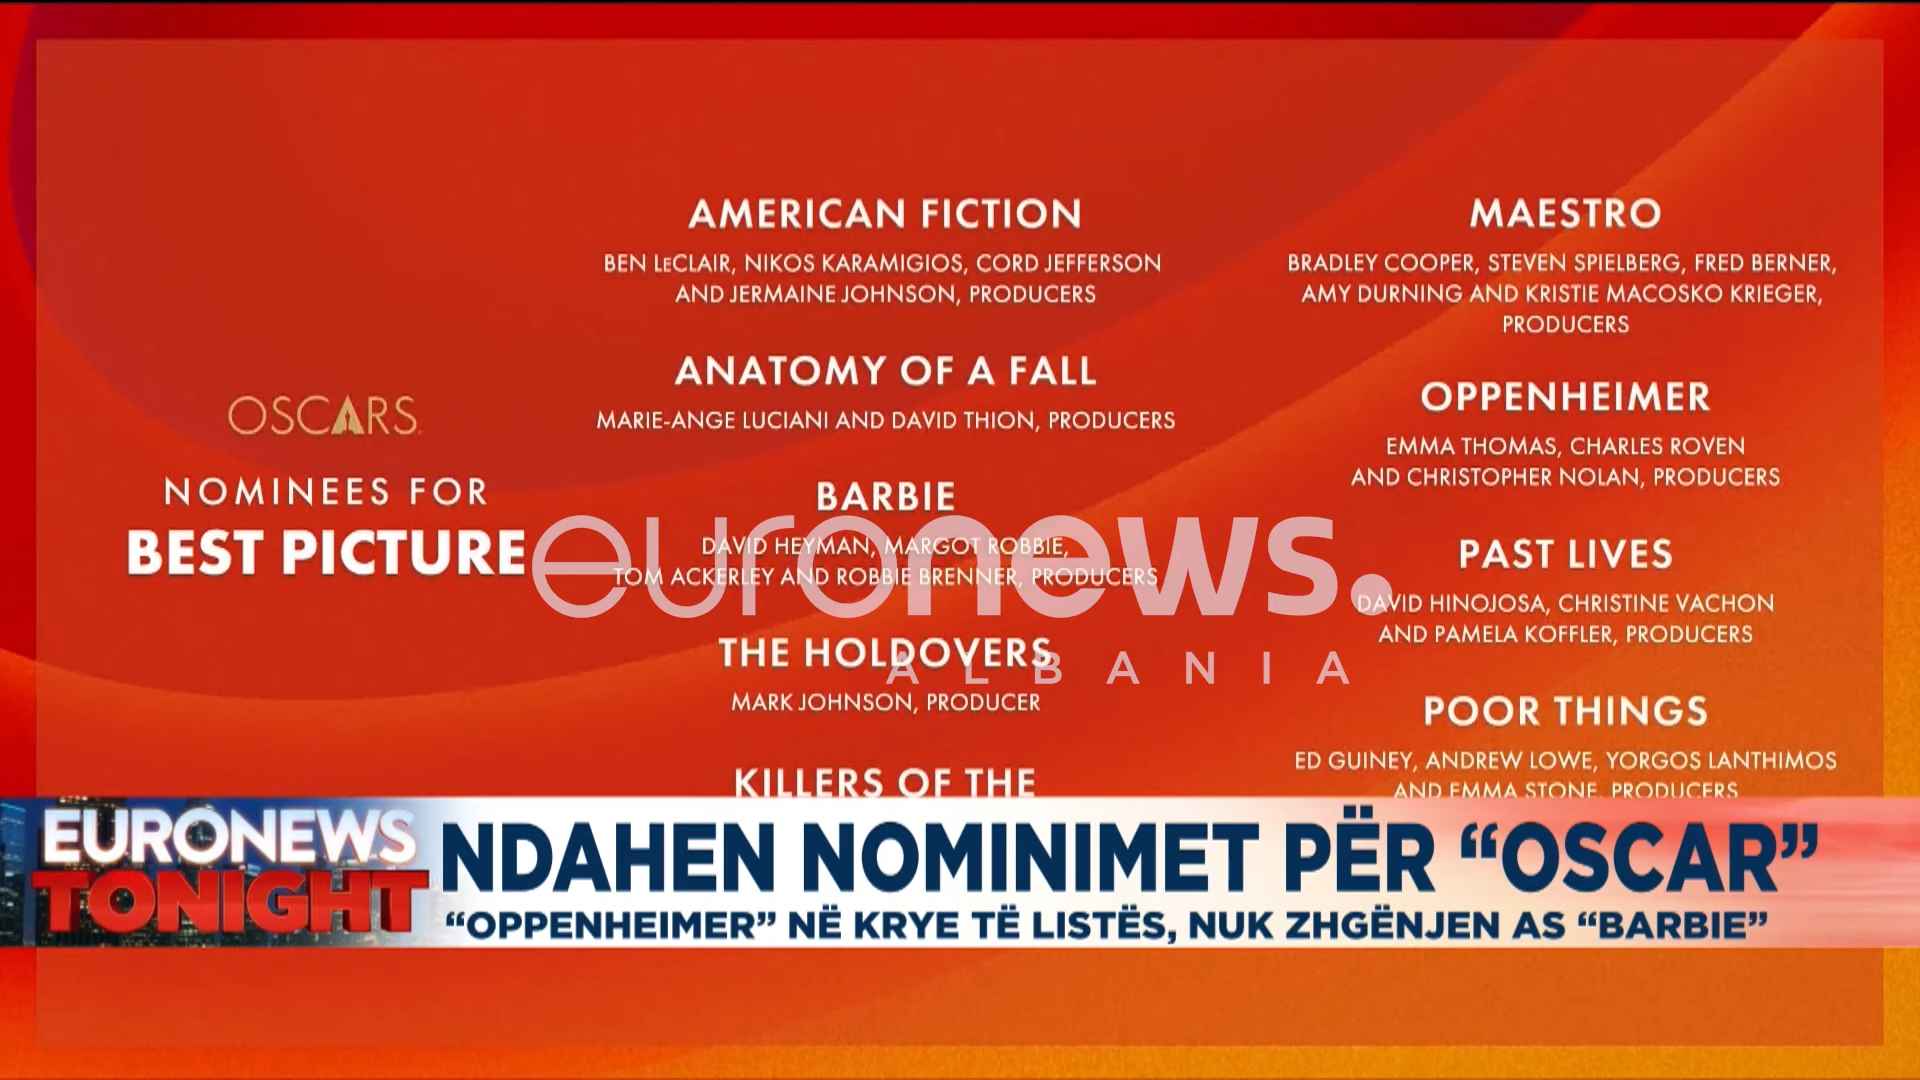 OSCARS
NOMINEES FOR
BEST PICTURE
AMERICAN FICTION
BEN LeCLAIR, NIKOS KARAMIGIOS, CORD JEFFERSON
AND JERMAINE JOHNSON, PRODUCERS
ANATOMY OF A FALL
MARIE-ANGE LUCIANI AND DAVID THION, PRODUCERS
BARBIE
DAVID HEYMAN, MARGOT ROBBIE,
TOM ACKERLEY AND ROBBIE BRENNER, PRODUCERS
THE HOLDOVERS
MARK JOHNSON, PRODUCER
KILLERS OF THE
MAESTRO
BRADLEY COOPER, STEVEN SPIELBERG, FRED BERNER,
AMY DURNING AND KRISTIE MACOSKO KRIEGER,
PRODUCERS
OPPENHEIMER
EMMA THOMAS, CHARLES ROVEN
AND CHRISTOPHER NOLAN, PRODUCERS
PAST LIVES
DAVID HINOJOSA, CHRISTINE VACHON
AND PAMELA KOFFLER, PRODUCERS
POOR THINGS
ED GUINEY, ANDREW LOWE, YORGOS LANTHIMOS
AND EMMA STONE, PRODUCERS
euronews.
ALBANIA
EURONEWS
TONIGHT
NDAHEN NOMINIMET PËR “OSCAR”
“OPPENHEIMER” NË KRYE TË LISTËS, NUK ZHGËNJEN AS “BARBIE”